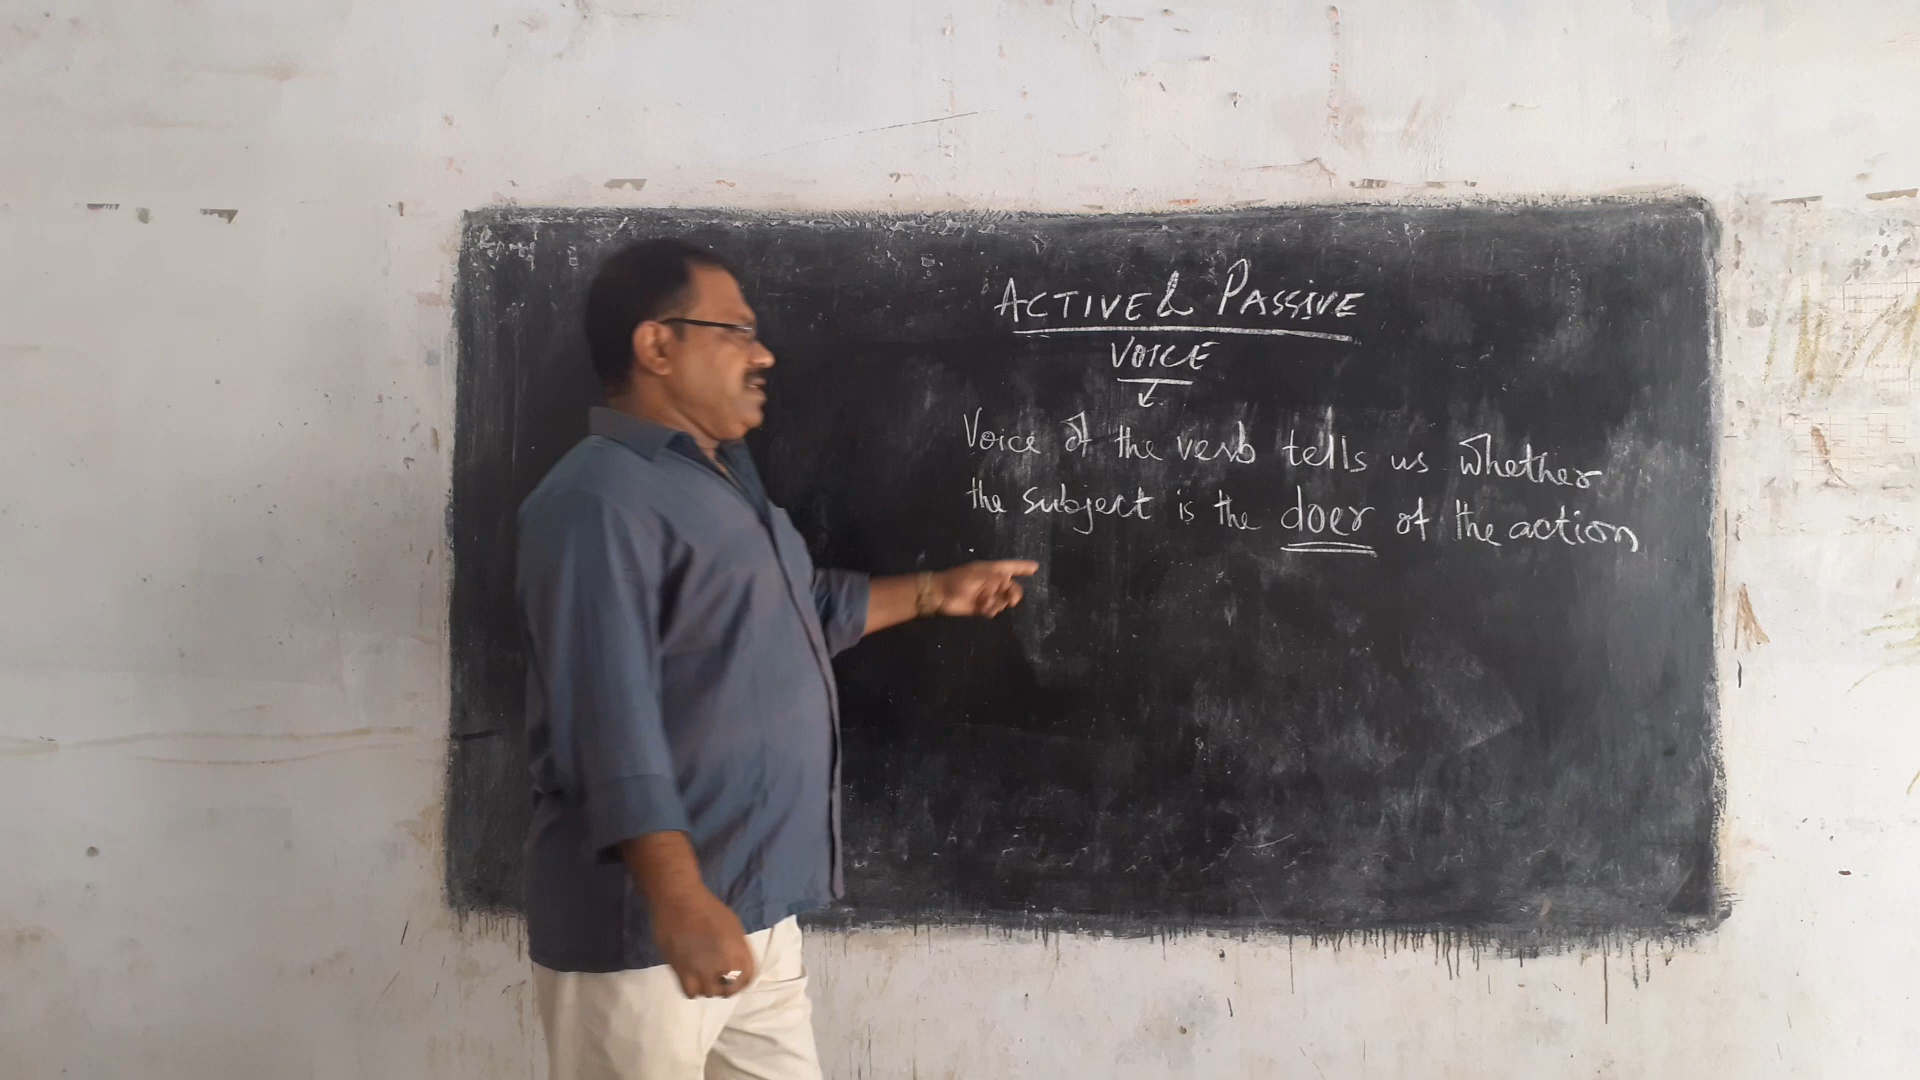 ACTIVE & PASSIVE
VOICE
Voice of the verb tells us whether
the subject is the doer of the action